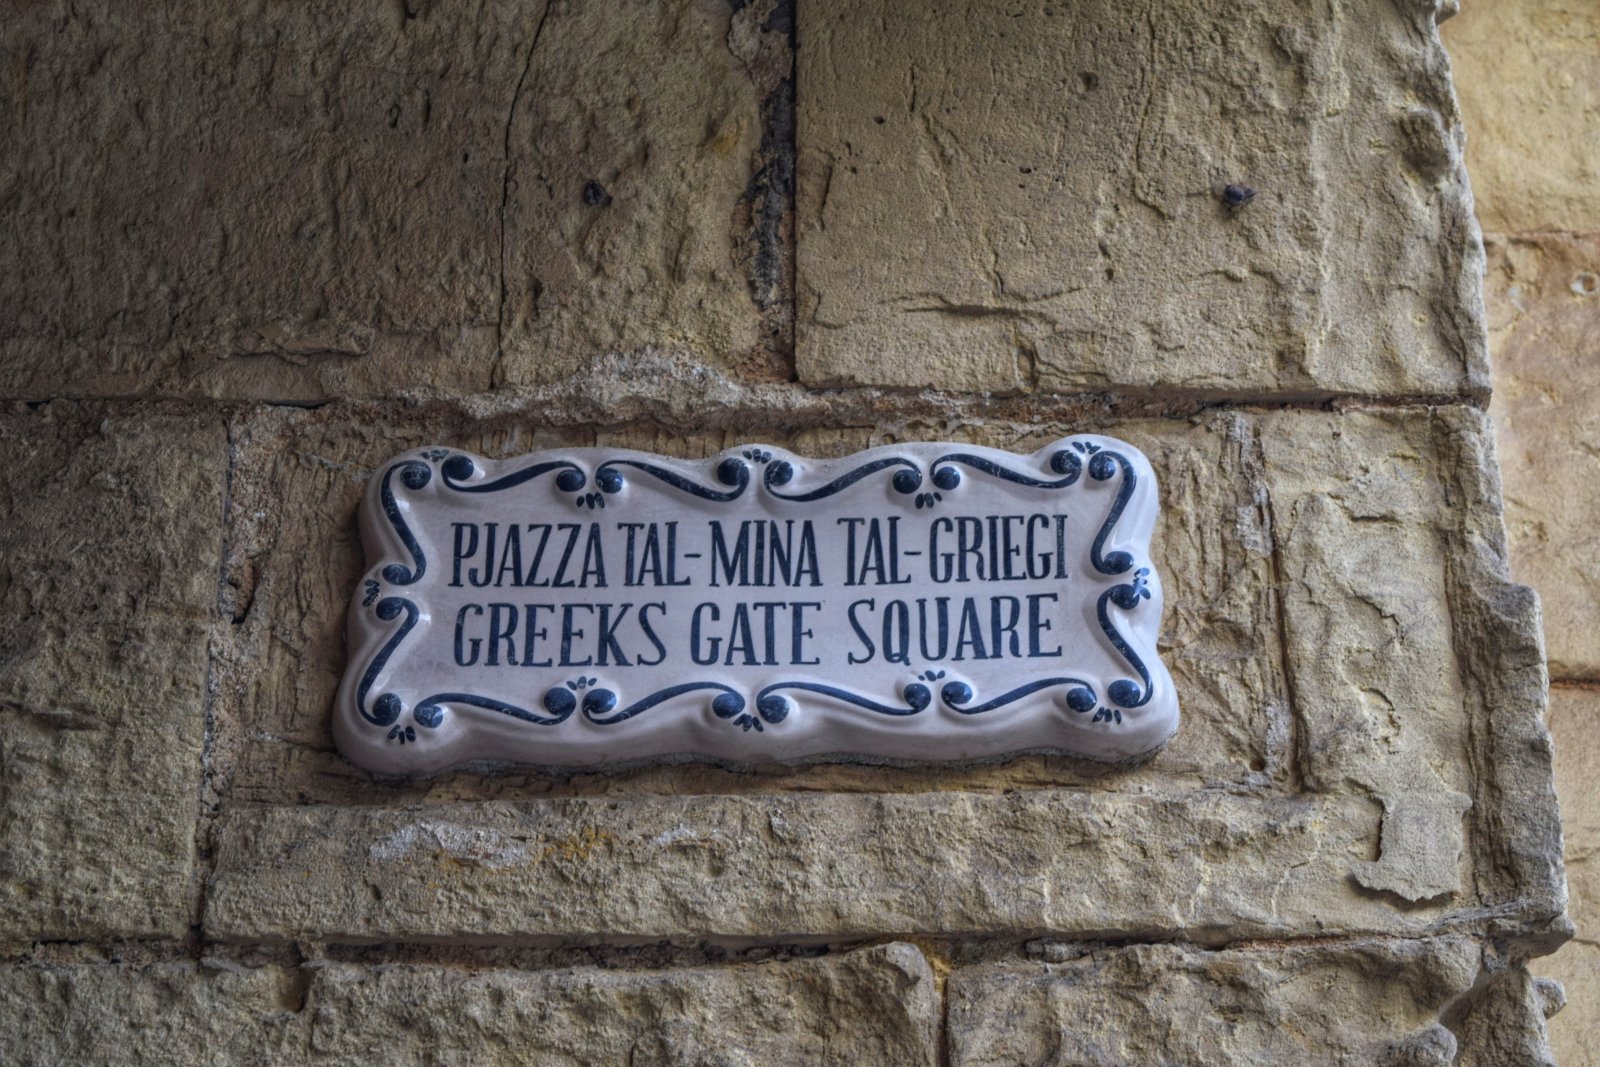 PJAZZA TAL-MINA TAL-GRIEGI
GREEKS GATE SQUARE